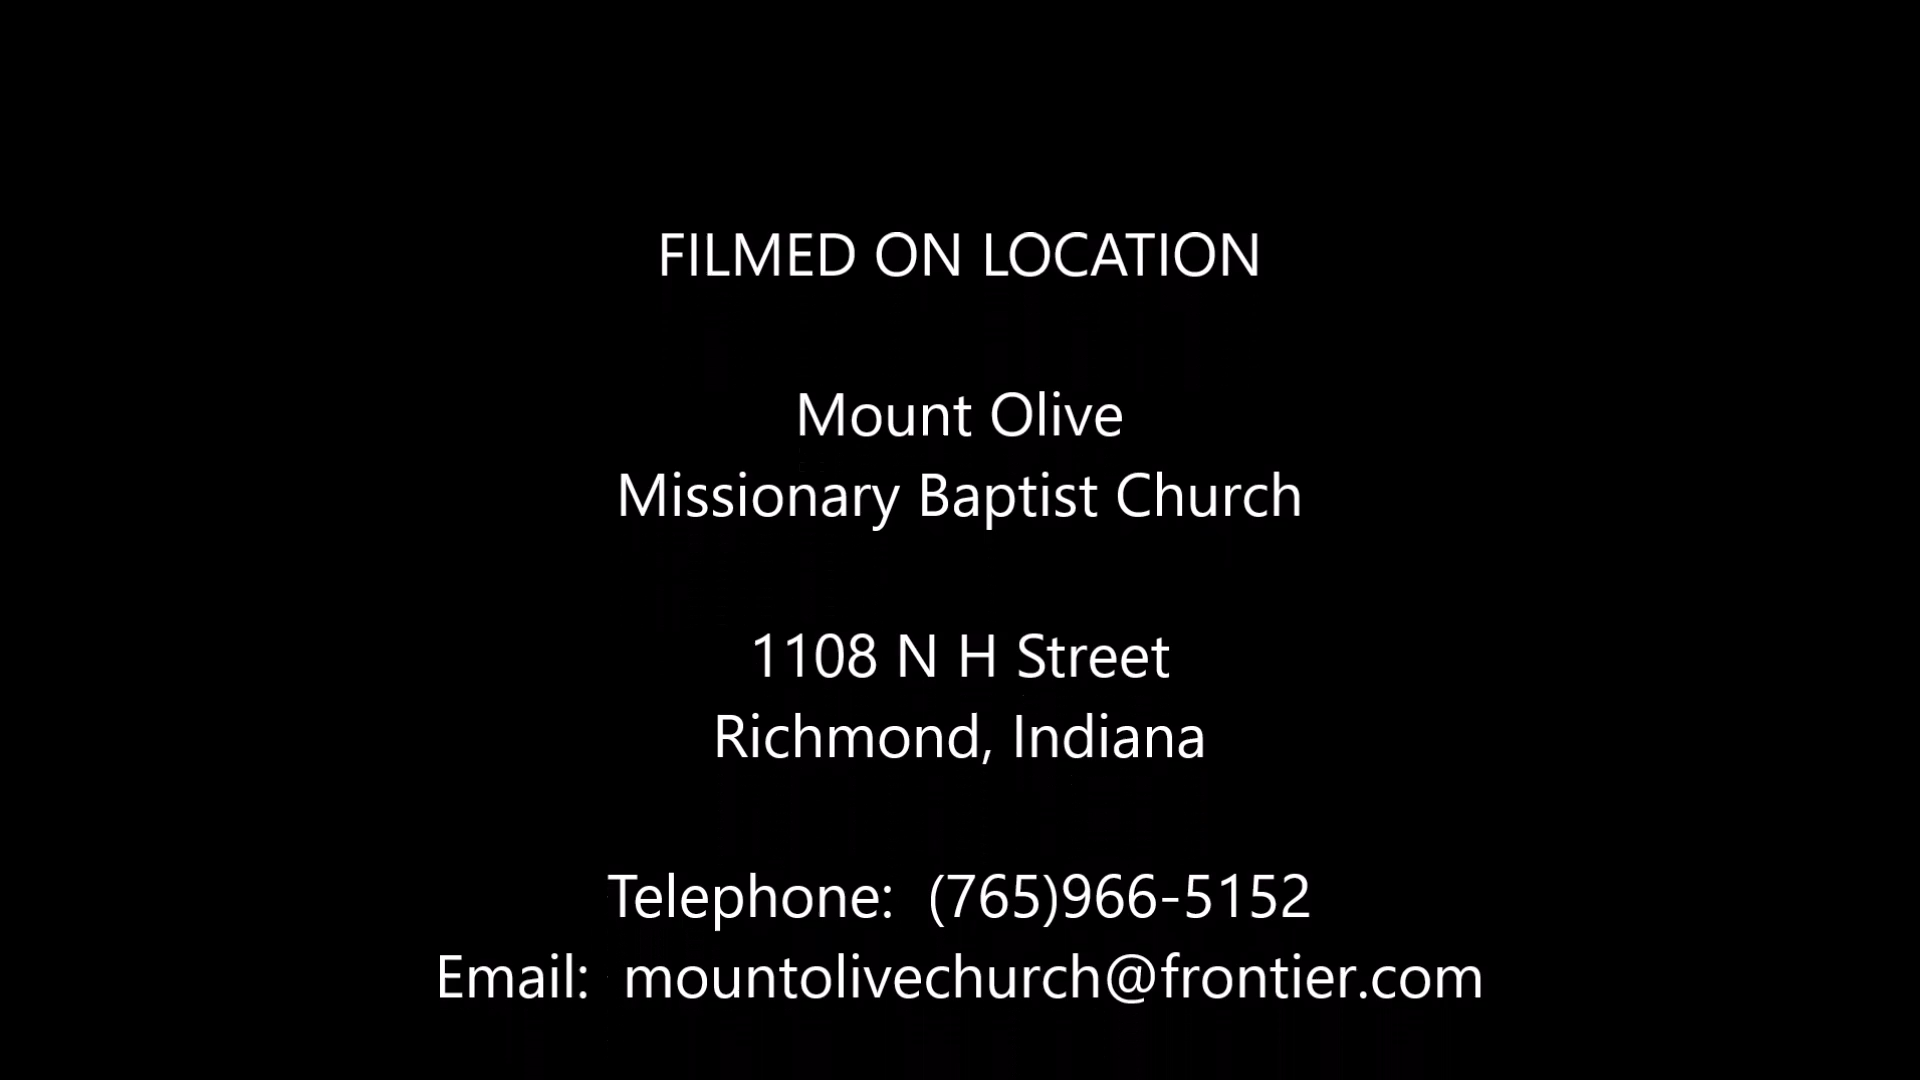 FILMED ON LOCATION
Mount Olive
Missionary Baptist Church
1108 N H Street
Richmond, Indiana
Telephone:  (765)966-5152
Email:  mountolivechurch@frontier.com